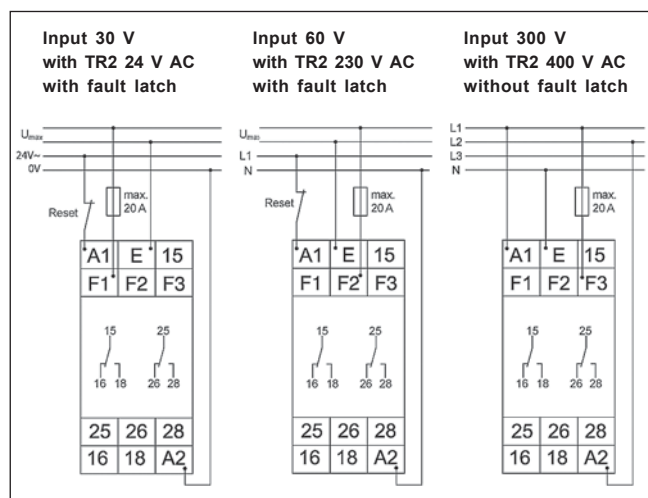 Input 30 V
with TR2 24 V AC
with fault latch
Umax
24V~
0V
Reset
max.
20 A
A1 E 15
F1 F2 F3
15 25
16 18 26 28
25 26 28
16 18 A2
Input 60 V
with TR2 230 V AC
with fault latch
Umax
L1
N
Reset
max.
20 A
A1 E 15
F1 F2 F3
15 25
16 18 26 28
25 26 28
16 18 A2
Input 300 V
with TR2 400 V AC
without fault latch
L1
L2
L3
N
max.
20 A
A1 E 15
F1 F2 F3
15 25
16 18 26 28
25 26 28
16 18 A2